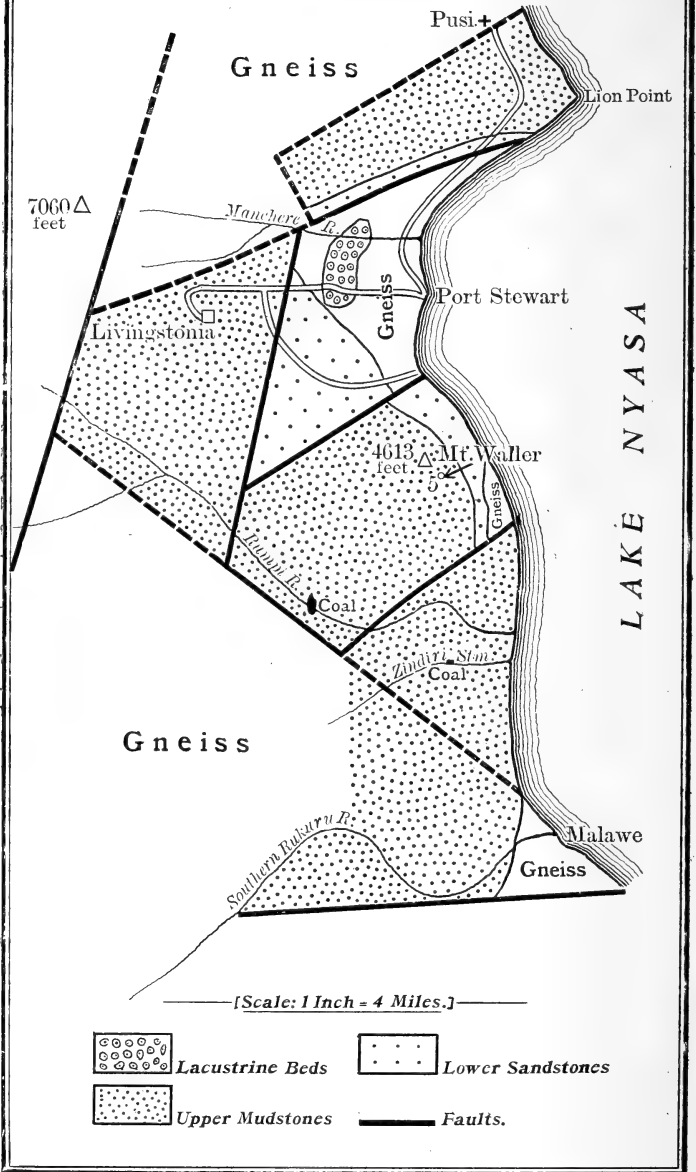 Pusi.
Gneiss
Lion Point
7060
feet
Manchere R.
Gneiss
Port Stewart
Livingstonia
LAKE NYASA
4613
feet.
Mt. Waller
5°
Gneiss
Rumpi R.
Coal
Zindiri Stm.
Coal
Gneiss
Southern Rukuru R.
Malawe
Gneiss
[Scale: 1 Inch = 4 Miles.]
Lacustrine Beds
Lower Sandstones
Upper Mudstones
Faults.